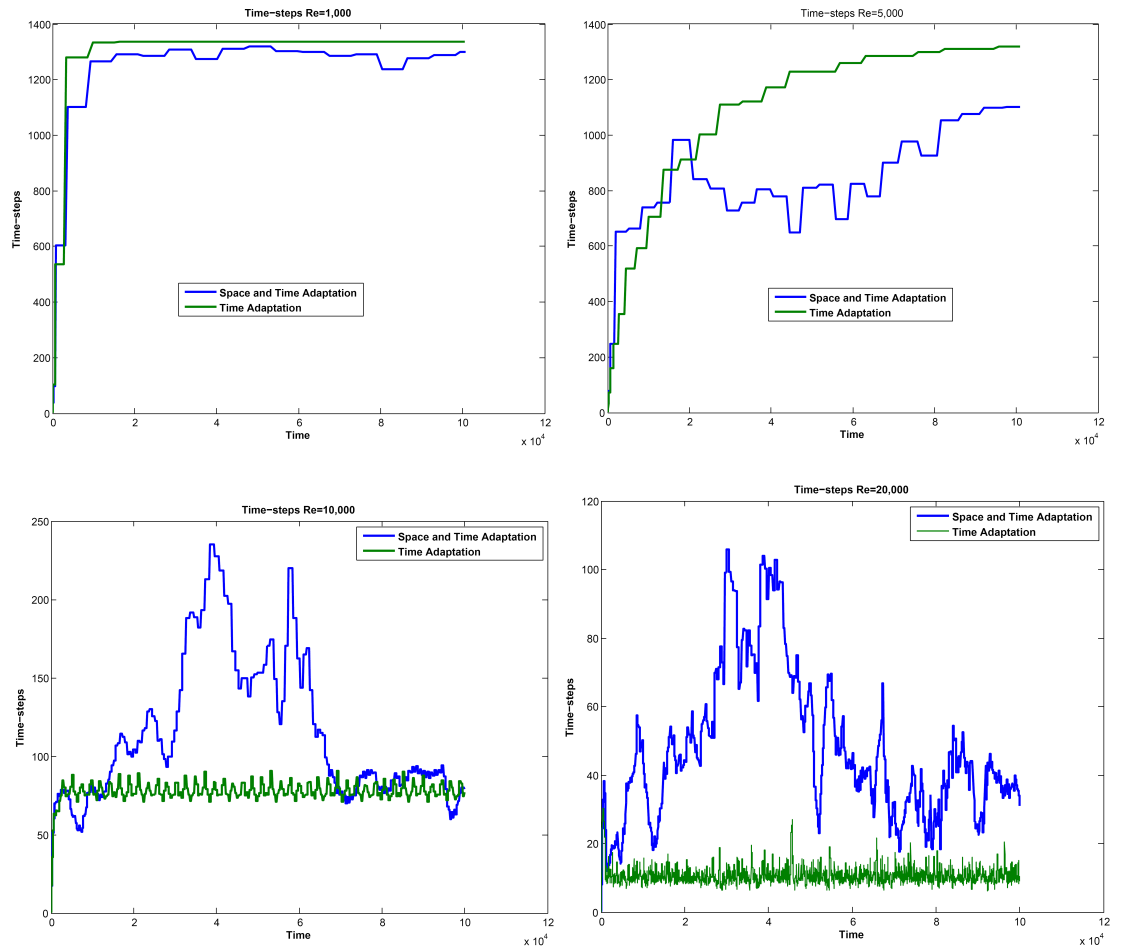 Time−steps Re=1,000
1400
1200
1000
800
600
400
200
0
Time−steps
Space and Time Adaptation
Time Adaptation
0 2 4 6 8 10 12
Time
x 10^4
Time−steps Re=5,000
1400
1200
1000
800
600
400
200
0
Time−steps
Space and Time Adaptation
Time Adaptation
0 2 4 6 8 10 12
Time
x 10^4
Time−steps Re=10,000
250
200
150
100
50
0
Time−steps
Space and Time Adaptation
Time Adaptation
0 2 4 6 8 10 12
Time
x 10^4
Time−steps Re=20,000
120
100
80
60
40
20
0
Time−steps
Space and Time Adaptation
Time Adaptation
0 2 4 6 8 10 12
Time
x 10^4